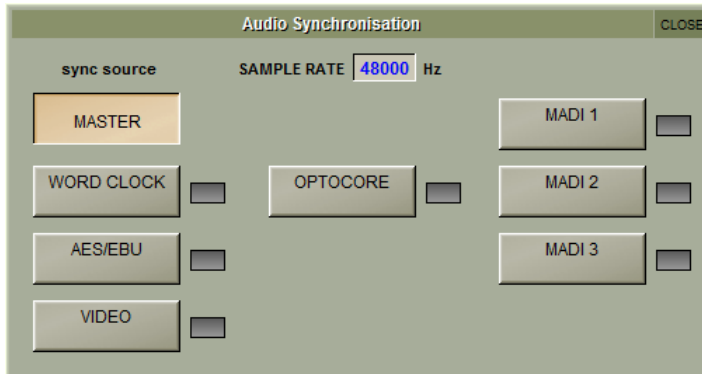 Audio Synchronisation
CLOSE
sync source
SAMPLE RATE 48000 Hz
MASTER
MADI 1
WORD CLOCK
OPTOCORE
MADI 2
AES/EBU
MADI 3
VIDEO